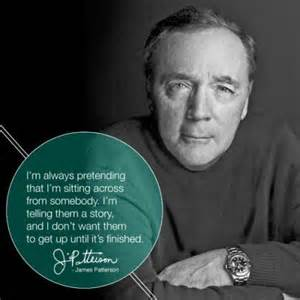 I'm always pretending
that I'm sitting across
from somebody. I'm
telling them a story,
and I don't want them
to get up until it's finished.
J. Patterson
- James Patterson